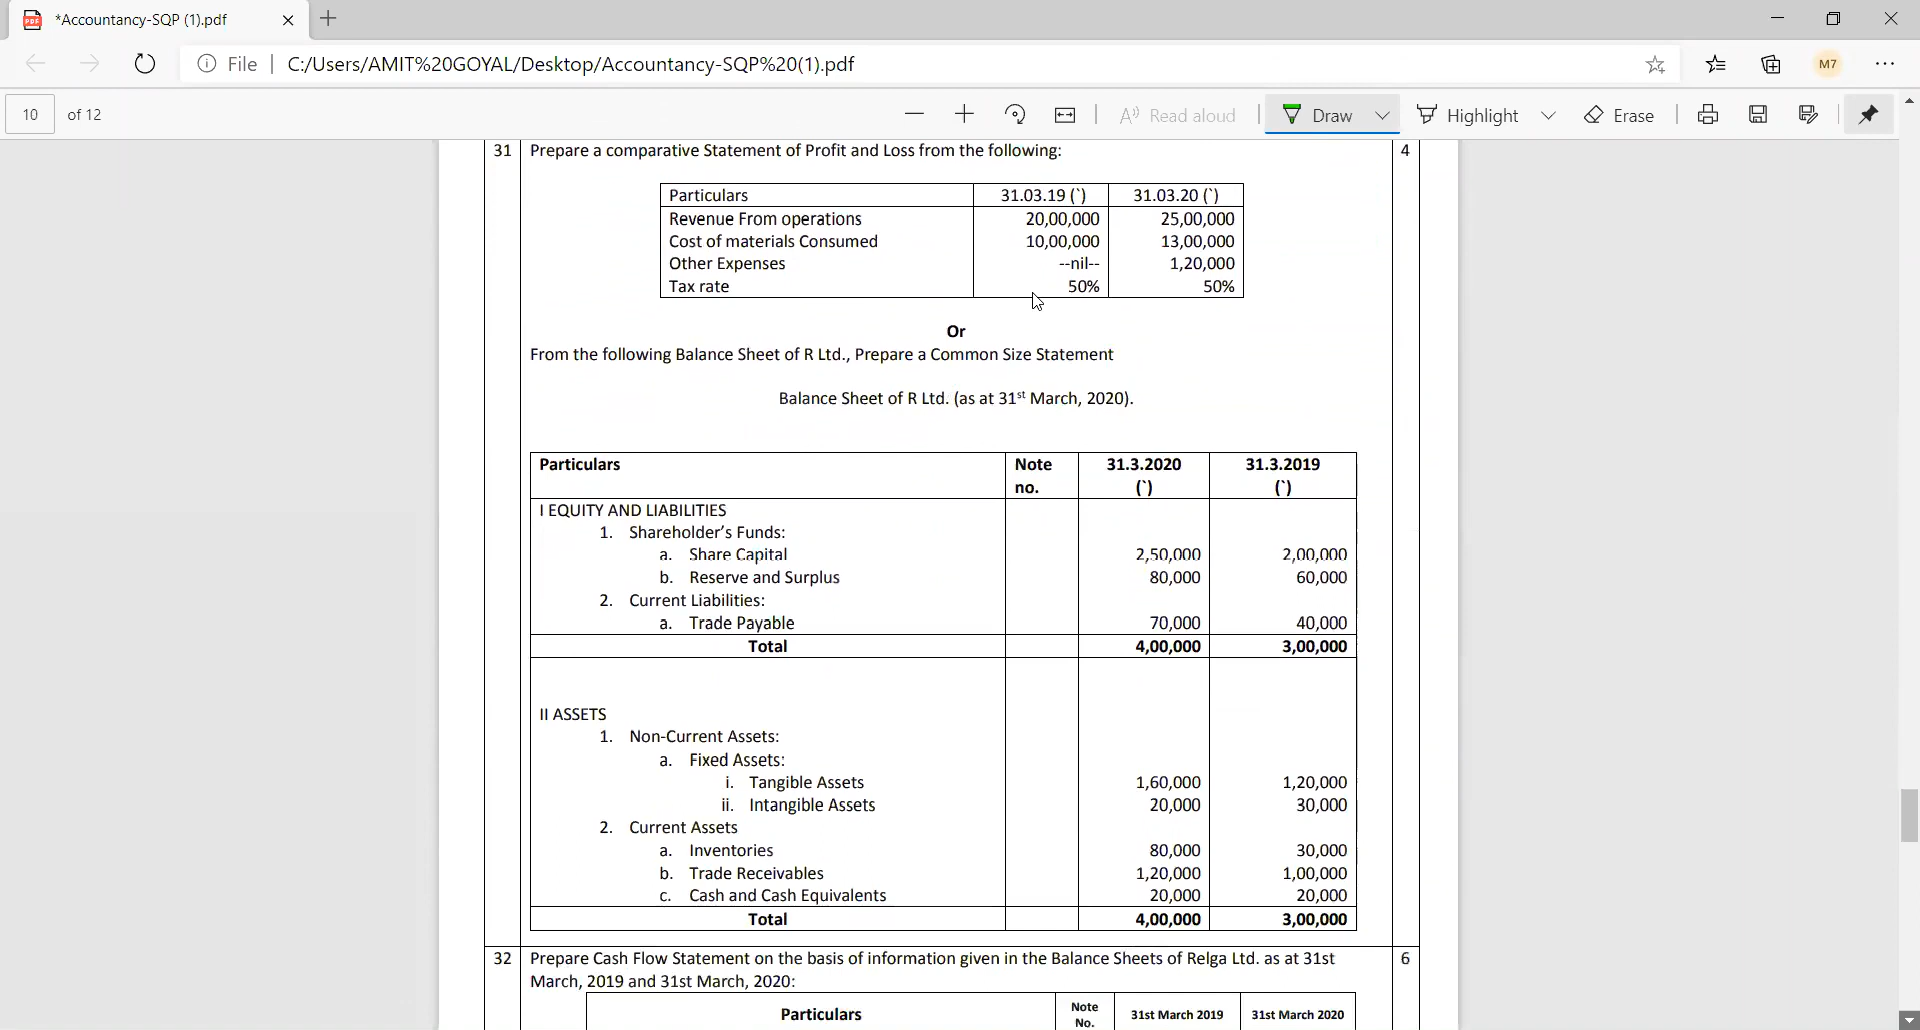 *Accountancy-SQP (1).pdf
File C:/Users/AMIT%20GOYAL/Desktop/Accountancy-SQP%20(1).pdf M7
10 of 12 Read aloud Draw Highlight Erase
31 Prepare a comparative Statement of Profit and Loss from the following: 4
Particulars 31.03.19 (`) 31.03.20 (`)
Revenue From operations 20,00,000 25,00,000
Cost of materials Consumed 10,00,000 13,00,000
Other Expenses --nil-- 1,20,000
Tax rate 50% 50%
Or
From the following Balance Sheet of R Ltd., Prepare a Common Size Statement
Balance Sheet of R Ltd. (as at 31st March, 2020).
Particulars Note no. 31.3.2020 (`) 31.3.2019 (`)
I EQUITY AND LIABILITIES
1. Shareholder's Funds:
a. Share Capital 2,50,000 2,00,000
b. Reserve and Surplus 80,000 60,000
2. Current Liabilities:
a. Trade Payable 70,000 40,000
Total 4,00,000 3,00,000
II ASSETS
1. Non-Current Assets:
a. Fixed Assets:
i. Tangible Assets 1,60,000 1,20,000
ii. Intangible Assets 20,000 30,000
2. Current Assets
a. Inventories 80,000 30,000
b. Trade Receivables 1,20,000 1,00,000
c. Cash and Cash Equivalents 20,000 20,000
Total 4,00,000 3,00,000
32 Prepare Cash Flow Statement on the basis of information given in the Balance Sheets of Relga Ltd. as at 31st 6
March, 2019 and 31st March, 2020:
Particulars Note No. 31st March 2019 31st March 2020